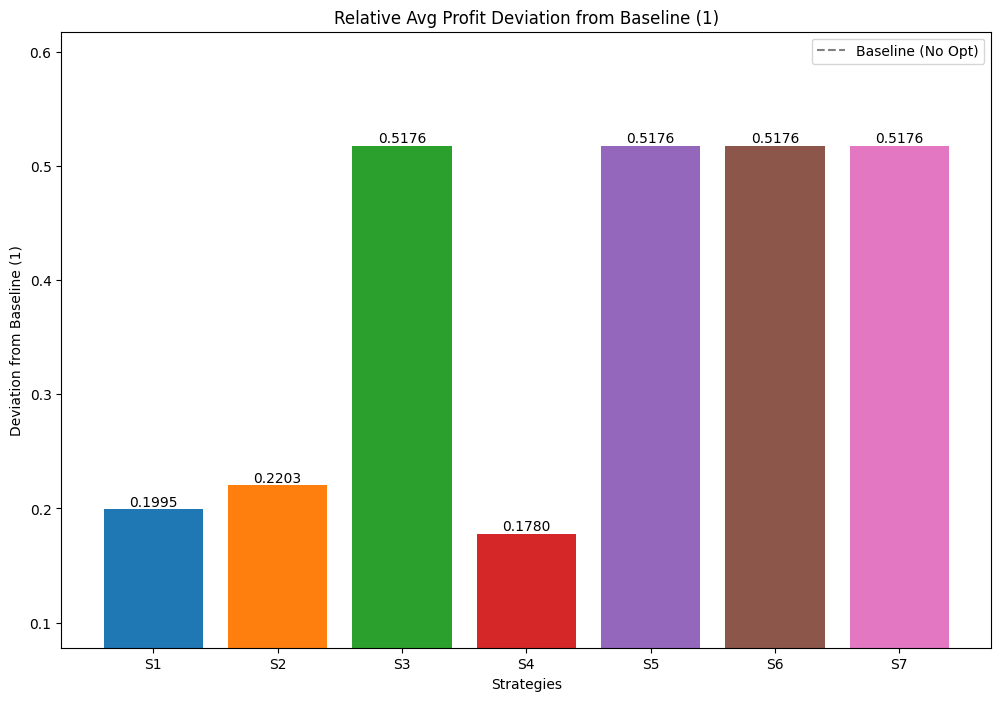 Relative Avg Profit Deviation from Baseline (1)
Baseline (No Opt)
Deviation from Baseline (1)
0.6
0.5
0.4
0.3
0.2
0.1
0.1995
0.2203
0.5176
0.1780
0.5176
0.5176
0.5176
S1
S2
S3
S4
S5
S6
S7
Strategies